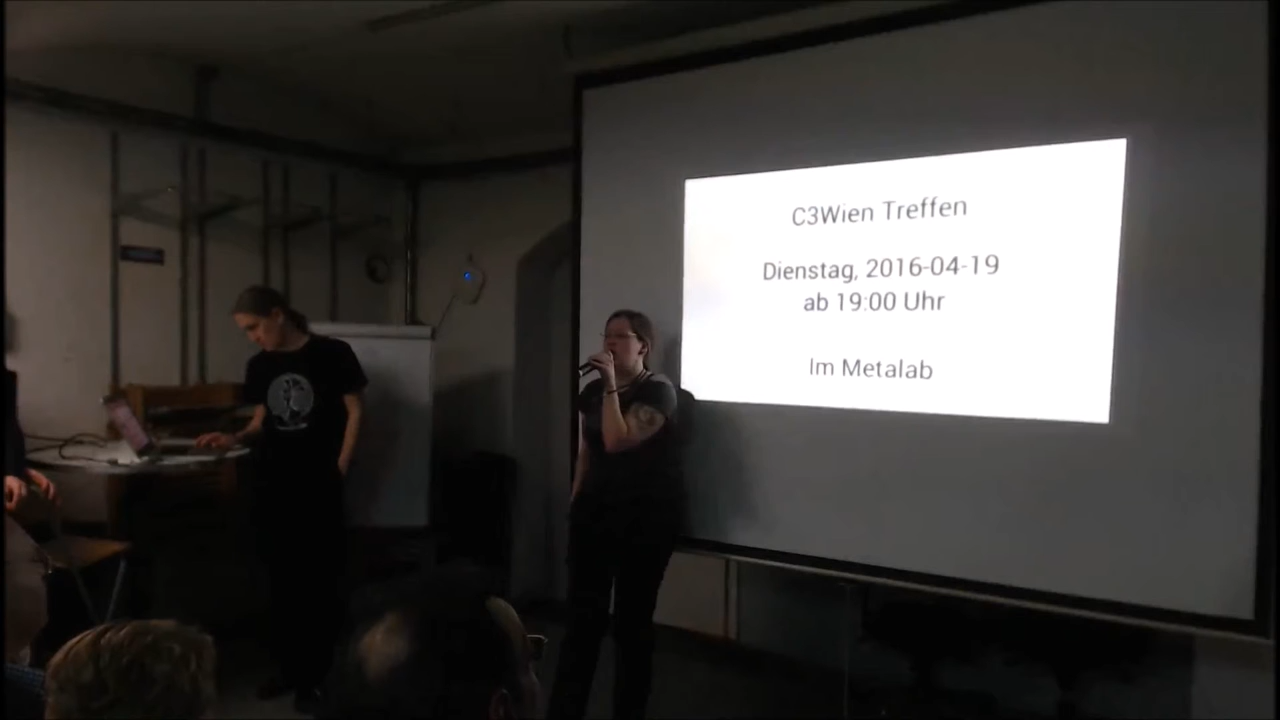 C3Wien Treffen
Dienstag, 2016-04-19
ab 19:00 Uhr
Im Metalab